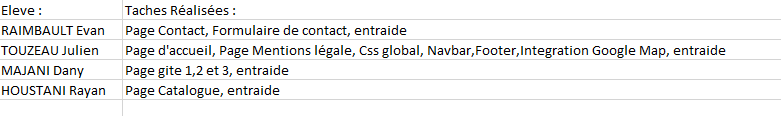 Eleve : Taches Réalisées :
RAIMBAULT Evan Page Contact, Formulaire de contact, entraide
TOUZEAU Julien Page d'accueil, Page Mentions légale, Css global, Navbar,Footer,Integration Google Map, entraide
MAJANI Dany Page gite 1,2 et 3, entraide
HOUSTANI Rayan Page Catalogue, entraide